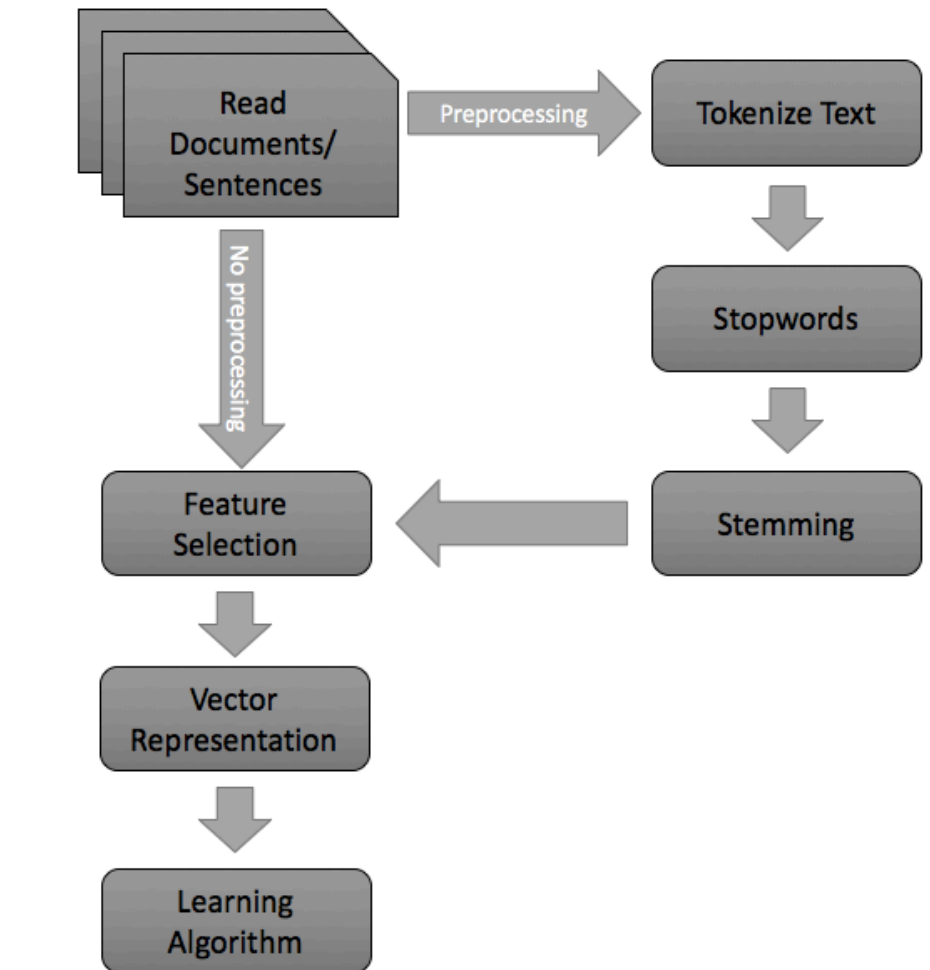 Read
Documents/
Sentences
Preprocessing
Tokenize Text
Stopwords
No preprocessing
Stemming
Feature
Selection
Vector
Representation
Learning
Algorithm